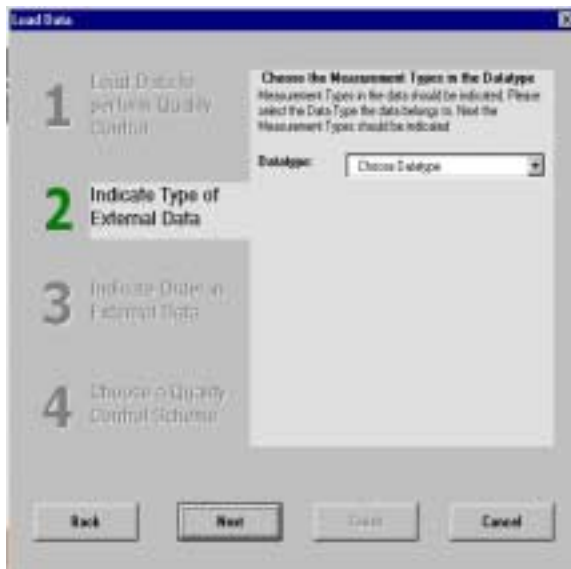 Load Data
1
Load Data to
perform Quality
Control
2
Indicate Type of
External Data
3
Indicate Order in
External Data
4
Choose a Quality
Control Scheme
Choose the Measurement Types in the Datatype
Measurement Types in the data should be indicated. Please
select the Data Type the data belongs to. Next the
Measurement Types should be indicated
Datatype:
Choose Datatype
Back
Next
Cancel